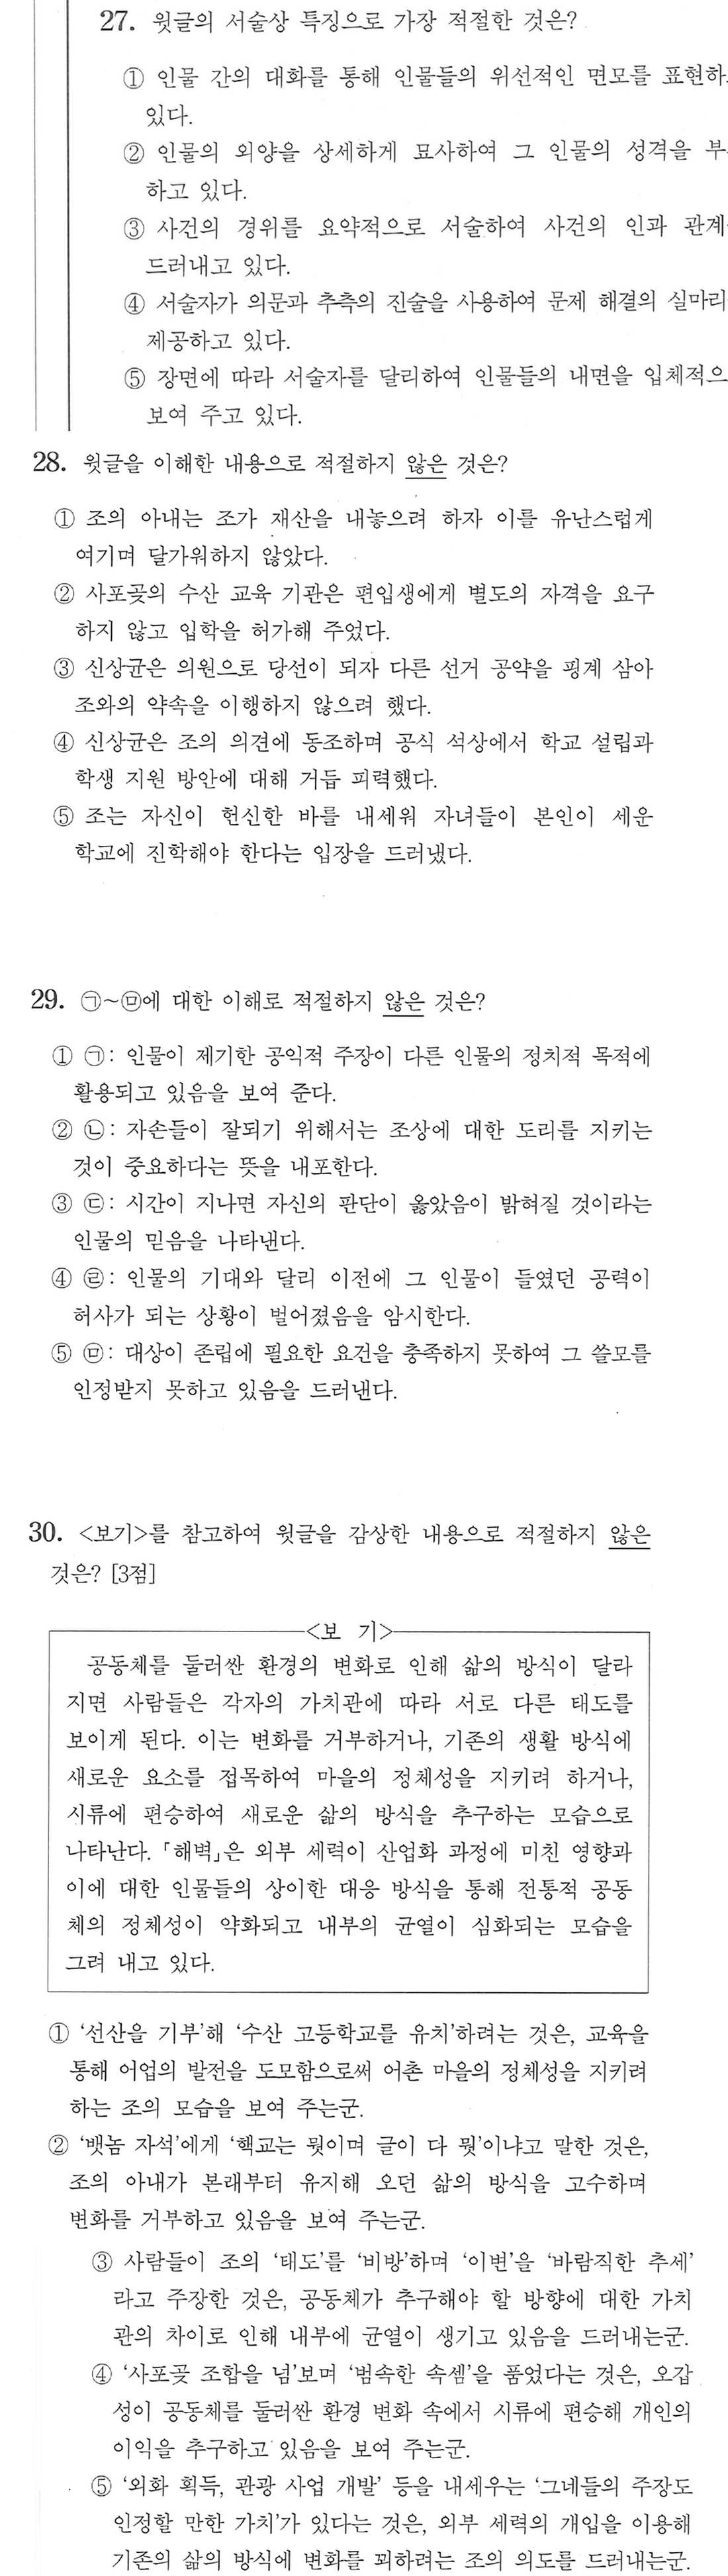 27. 윗글의 서술상 특징으로 가장 적절한 것은?
① 인물 간의 대화를 통해 인물들의 위선적인 면모를 표현하
있다.
② 인물의 외양을 상세하게 묘사하여 그 인물의 성격을 부
하고 있다.
③ 사건의 경위를 요약적으로 서술하여 사건의 인과 관계
드러내고 있다.
④ 서술자가 의문과 추측의 진술을 사용하여 문제 해결의 실마리
제공하고 있다.
⑤ 장면에 따라 서술자를 달리하여 인물들의 내면을 입체적으
보여 주고 있다.
28. 윗글을 이해한 내용으로 적절하지 않은 것은?
① 조의 아내는 조가 재산을 내놓으려 하자 이를 유난스럽게
여기며 달가워하지 않았다.
② 사포곶의 수산 교육 기관은 편입생에게 별도의 자격을 요구
하지 않고 입학을 허가해 주었다.
③ 신상균은 의원으로 당선이 되자 다른 선거 공약을 핑계 삼아
조와의 약속을 이행하지 않으려 했다.
④ 신상균은 조의 의견에 동조하며 공식 석상에서 학교 설립과
학생 지원 방안에 대해 거듭 피력했다.
⑤ 조는 자신이 헌신한 바를 내세워 자녀들이 본인이 세운
학교에 진학해야 한다는 입장을 드러냈다.
29. ㉠~㉤에 대한 이해로 적절하지 않은 것은?
① ㉠: 인물이 제기한 공익적 주장이 다른 인물의 정치적 목적에
활용되고 있음을 보여 준다.
② ㉡: 자손들이 잘되기 위해서는 조상에 대한 도리를 지키는
것이 중요하다는 뜻을 내포한다.
③ ㉢: 시간이 지나면 자신의 판단이 옳았음이 밝혀질 것이라는
인물의 믿음을 나타낸다.
④ ㉣: 인물의 기대와 달리 이전에 그 인물이 들였던 공력이
허사가 되는 상황이 벌어졌음을 암시한다.
⑤ ㉤: 대상이 존립에 필요한 요건을 충족하지 못하여 그 쓸모를
인정받지 못하고 있음을 드러낸다.
30. <보기>를 참고하여 윗글을 감상한 내용으로 적절하지 않은
것은? [3점]
<보 기>
공동체를 둘러싼 환경의 변화로 인해 삶의 방식이 달라
지면 사람들은 각자의 가치관에 따라 서로 다른 태도를
보이게 된다. 이는 변화를 거부하거나, 기존의 생활 방식에
새로운 요소를 접목하여 마을의 정체성을 지키려 하거나,
시류에 편승하여 새로운 삶의 방식을 추구하는 모습으로
나타난다. 「해벽」은 외부 세력이 산업화 과정에 미친 영향과
이에 대한 인물들의 상이한 대응 방식을 통해 전통적 공동
체의 정체성이 약화되고 내부의 균열이 심화되는 모습을
그려 내고 있다.
① ‘선산을 기부’해 ‘수산 고등학교를 유치’하려는 것은, 교육을
통해 어업의 발전을 도모함으로써 어촌 마을의 정체성을 지키려
하는 조의 모습을 보여 주는군.
② ‘뱃놈 자석’에게 ‘핵교는 뭣이며 글이 다 뭣’이냐고 말한 것은,
조의 아내가 본래부터 유지해 오던 삶의 방식을 고수하며
변화를 거부하고 있음을 보여 주는군.
③ 사람들이 조의 ‘태도’를 ‘비방’하며 ‘이변’을 ‘바람직한 추세’
라고 주장한 것은, 공동체가 추구해야 할 방향에 대한 가치
관의 차이로 인해 내부에 균열이 생기고 있음을 드러내는군.
④ ‘사포곶 조합을 넘’보며 ‘범속한 속셈’을 품었다는 것은, 오갑
성이 공동체를 둘러싼 환경 변화 속에서 시류에 편승해 개인의
이익을 추구하고 있음을 보여 주는군.
⑤ ‘외화 획득, 관광 사업 개발’ 등을 내세우는 ‘그네들의 주장도
인정할 만한 가치’가 있다는 것은, 외부 세력의 개입을 이용해
기존의 삶의 방식에 변화를 꾀하려는 조의 의도를 드러내는군.